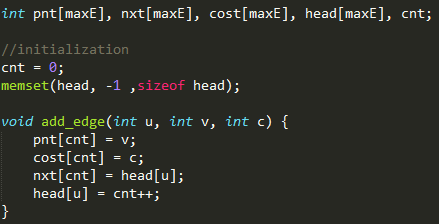 int pnt[maxE], nxt[maxE], cost[maxE], head[maxE], cnt;
//initialization
cnt = 0;
memset(head, -1 ,sizeof head);
void add_edge(int u, int v, int c) {
pnt[cnt] = v;
cost[cnt] = c;
nxt[cnt] = head[u];
head[u] = cnt++;
}